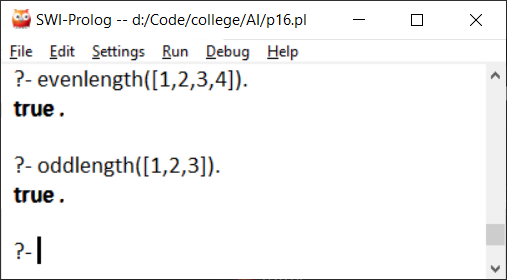 SWI-Prolog -- d:/Code/college/AI/p16.pl
File Edit Settings Run Debug Help
?- evenlength([1,2,3,4]).
true .
?- oddlength([1,2,3]).
true .
?-